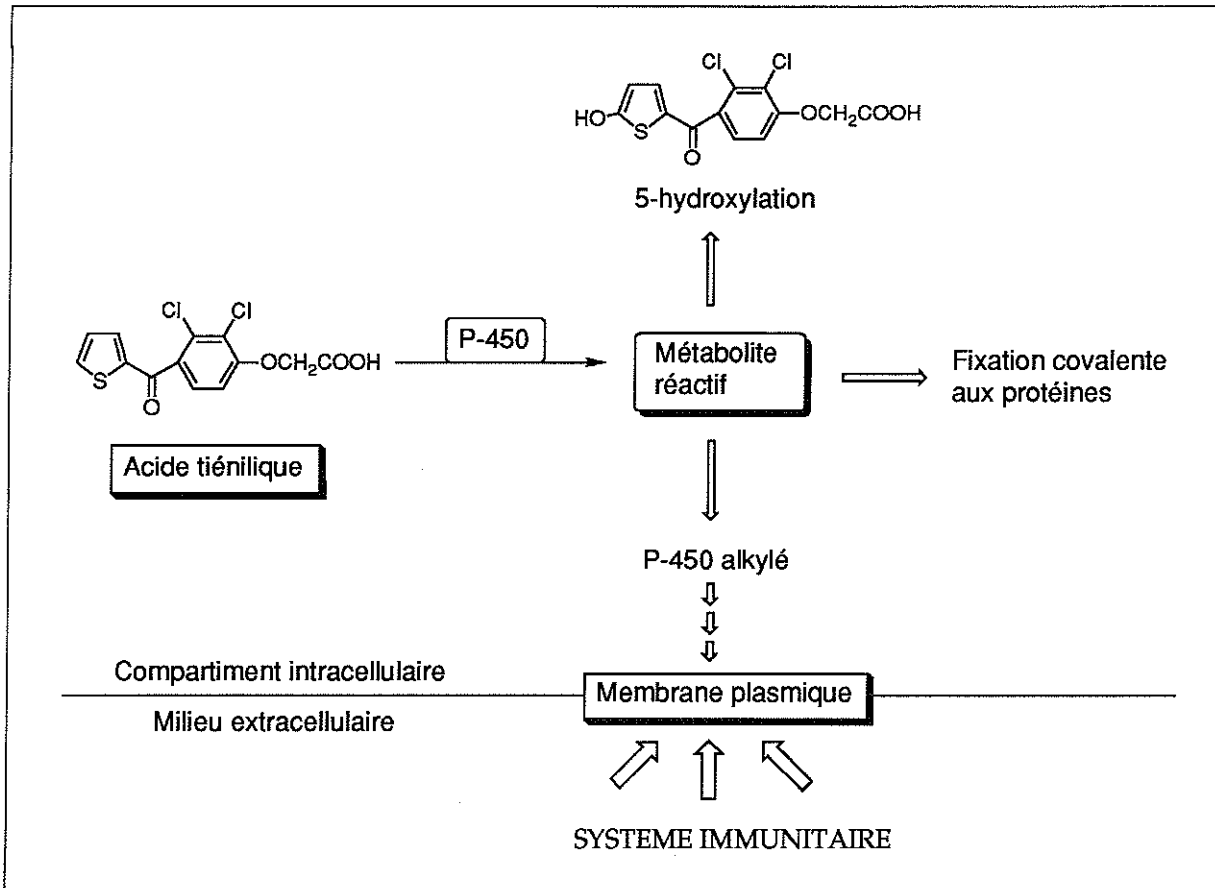 Cl Cl
HO S O OCH2COOH
5-hydroxylation
Cl Cl
S O OCH2COOH
P-450
Métabolite
réactif
Fixation covalente
aux protéines
Acide tiénilique
P-450 alkylé
Compartiment intracellulaire
Membrane plasmique
Milieu extracellulaire
SYSTEME IMMUNITAIRE